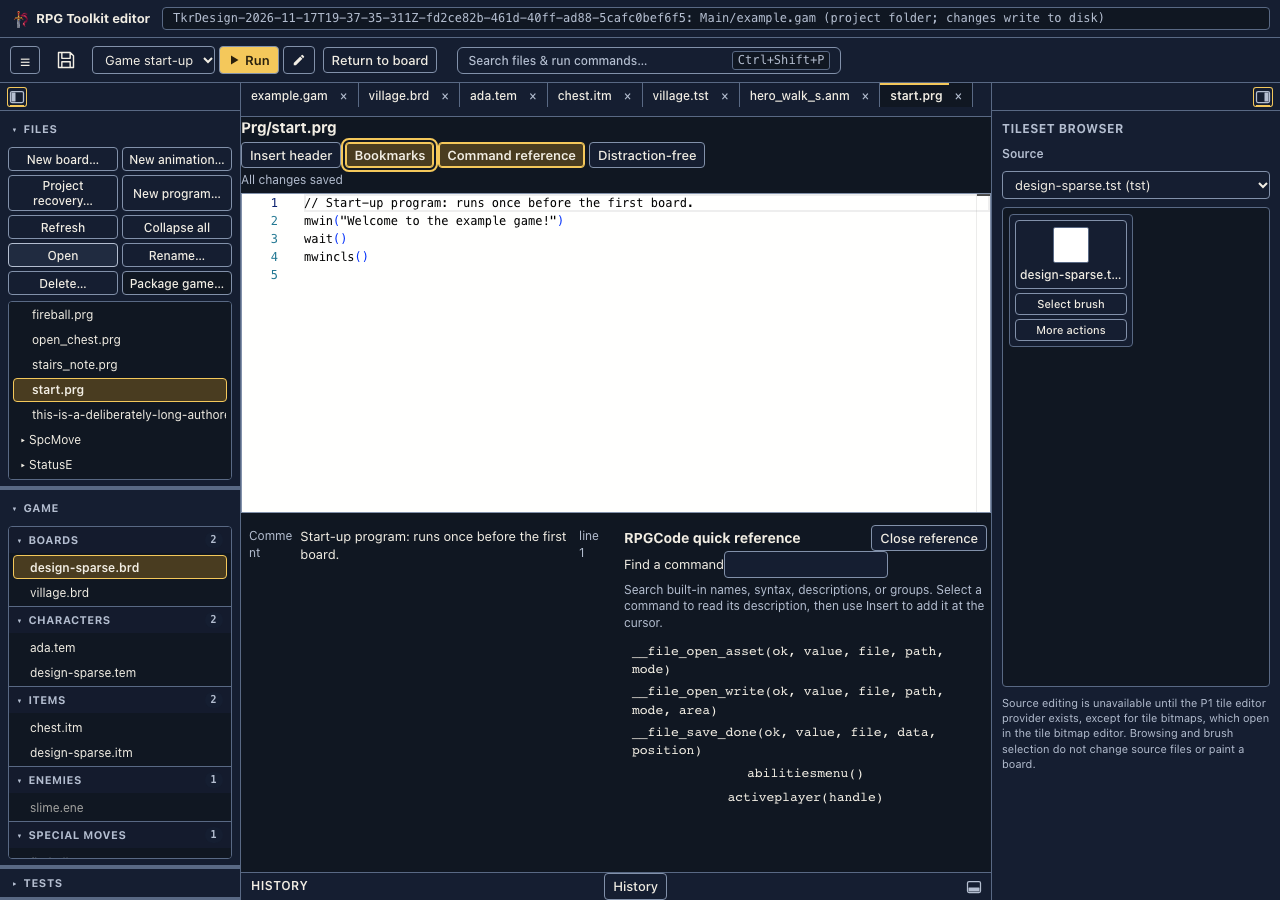 RPG Toolkit editor
TkrDesign-2026-11-17T19-37-35-311Z-fd2ce82b-461d-40ff-ad88-5cafc0bef6f5: Main/example.gam (project folder; changes write to disk)
Game start-up
Run
Return to board
Search files & run commands...
Ctrl+Shift+P
FILES
New board...
New animation...
Project recovery...
New program...
Refresh
Collapse all
Open
Rename...
Delete...
Package game...
fireball.prg
open_chest.prg
stairs_note.prg
start.prg
this-is-a-deliberately-long-authore
SpcMove
StatusE
GAME
BOARDS 2
design-sparse.brd
village.brd
CHARACTERS 2
ada.tem
design-sparse.tem
ITEMS 2
chest.itm
design-sparse.itm
ENEMIES 1
slime.ene
SPECIAL MOVES 1
TESTS
example.gam ×
village.brd ×
ada.tem ×
chest.itm ×
village.tst ×
hero_walk_s.anm ×
start.prg ×
Prg/start.prg
Insert header
Bookmarks
Command reference
Distraction-free
All changes saved
1 // Start-up program: runs once before the first board.
2 mwin("Welcome to the example game!")
3 wait()
4 mwincls()
5
Comme
nt
Start-up program: runs once before the first
board.
line
1
RPGCode quick reference
Close reference
Find a command
Search built-in names, syntax, descriptions, or groups. Select a
command to read its description, then use Insert to add it at the
cursor.
__file_open_asset(ok, value, file, path,
mode)
__file_open_write(ok, value, file, path,
mode, area)
__file_save_done(ok, value, file, data,
position)
abilitiesmenu()
activeplayer(handle)
HISTORY
History
TILESET BROWSER
Source
design-sparse.tst (tst)
design-sparse.t...
Select brush
More actions
Source editing is unavailable until the P1 tile editor
provider exists, except for tile bitmaps, which open
in the tile bitmap editor. Browsing and brush
selection do not change source files or paint a
board.